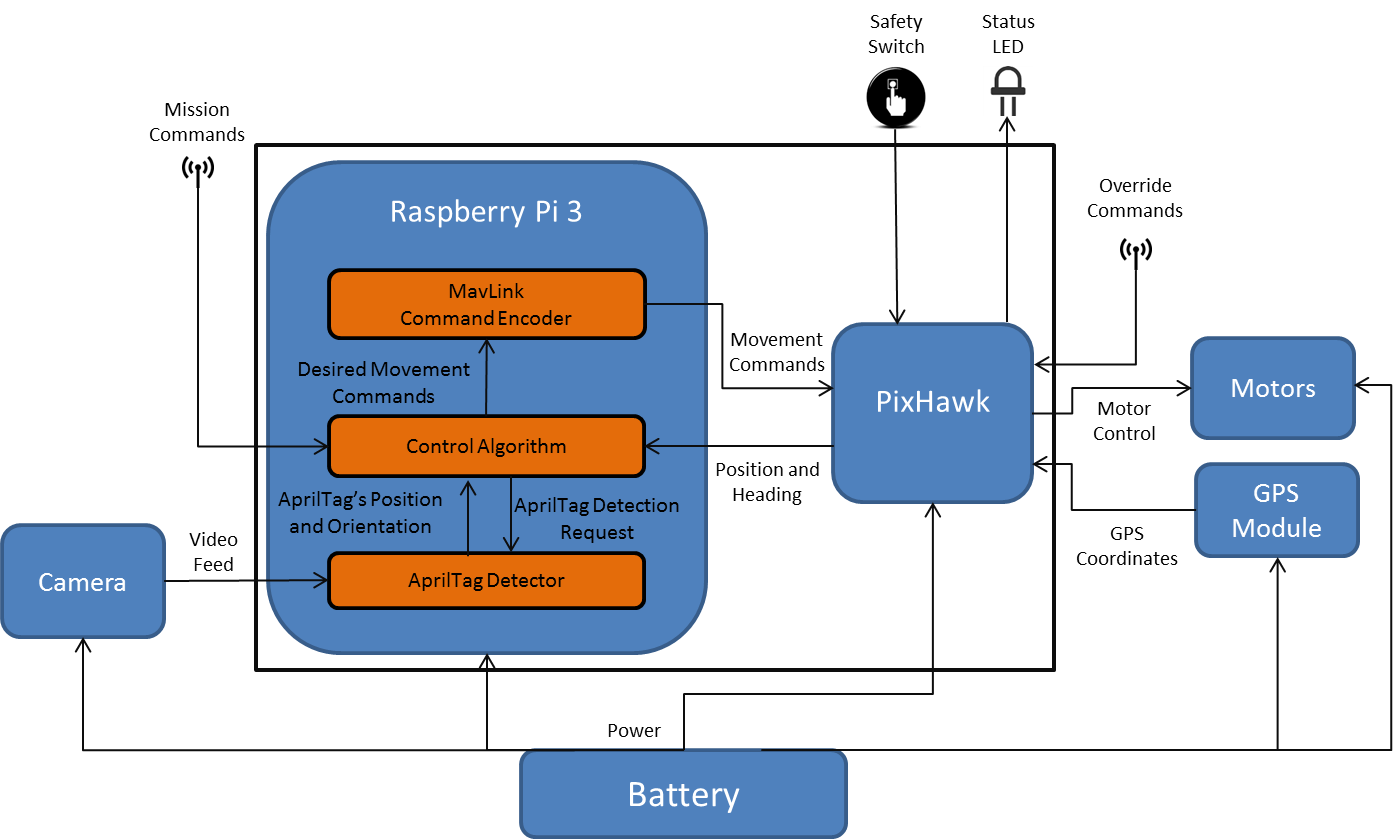 Safety
Switch
Status
LED
Mission
Commands
Raspberry Pi 3
Override
Commands
MavLink
Command Encoder
Movement
Commands
Desired Movement
Commands
PixHawk
Motors
Motor
Control
Control Algorithm
Position and
Heading
AprilTag's Position
and Orientation
AprilTag Detection
Request
GPS
Module
GPS
Coordinates
Video
Feed
Camera
AprilTag Detector
Power
Battery